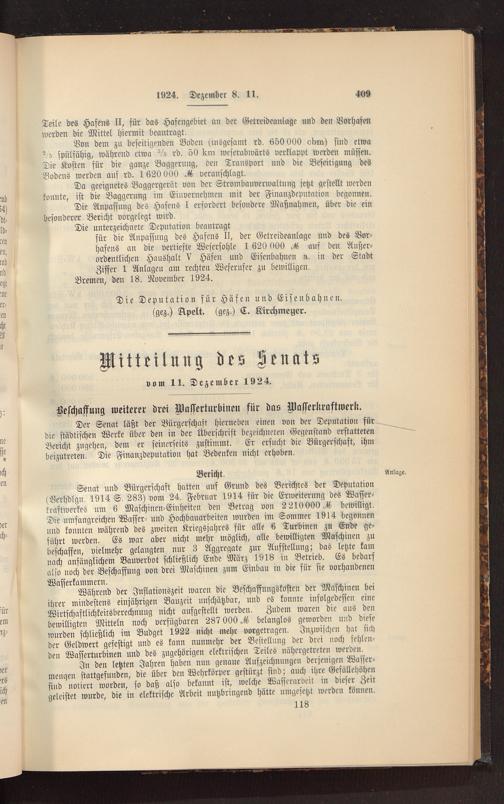 1924. Dezember 8. 11. 409
Teile des Hafens II, für das Hafengebiet an der Getreideanlage und den Vorhafen
werden die Mittel hiermit beantragt.
Von dem zu beseitigenden Boden (insgesamt rd. 650 000 cbm) sind etwa
spülfähig, während etwa rd. 50 km weserabwärts verklappt werden müssen.
Die Kosten für die ganze Baggerung, den Transport und die Beseitigung des
Bodens werden auf rd. 1 620 000 ℳ veranschlagt.
Da geeignetes Baggergerät von der Strombauverwaltung jetzt gestellt werden
konnte, ist die Baggerung im Einvernehmen mit der Finanzdeputation begonnen.
Die Anpassung des Hafens I erfordert besondere Maßnahmen, über die ein
besonderer Bericht vorgelegt wird.
Die unterzeichnete Deputation beantragt
für die Anpassung des Hafens II, der Getreideanlage und des Vor-
hafens an die vertiefte Wesersohle 1 620 000 ℳ auf den Außer-
ordentlichen Haushalt V Häfen und Eisenbahnen a. in der Stadt
Ziffer 1 Anlagen am rechten Weserufer zu bewilligen.
Bremen, den 18. November 1924.
Die Deputation für Häfen und Eisenbahnen.
(gez.) Apelt. (gez.) C. Kirchmeyer.
Mitteilung des Senats
vom 11. Dezember 1924.
Beschaffung weiterer drei Wasserturbinen für das Wasserkraftwerk.
Der Senat läßt der Bürgerschaft hierneben einen von der Deputation für
die städtischen Werke über den in der Überschrift bezeichneten Gegenstand erstatteten
Bericht zugehen, dem er seinerseits zustimmt. Er ersucht die Bürgerschaft, ihm
beizutreten. Die Finanzdeputation hat Bedenken nicht erhoben.
Bericht. Anlage.
Senat und Bürgerschaft hatten auf Grund des Berichtes der Deputation
(Verhdlgn. 1914 S. 283) vom 24. Februar 1914 für die Erweiterung des Wasser-
kraftwerkes um 6 Maschinen-Einheiten den Betrag von 2 210 000 ℳ bewilligt.
Die umfangreichen Wasser- und Hochbauarbeiten wurden im Sommer 1914 begonnen
und konnten während des zweiten Kriegsjahrs für alle 6 Turbinen zu Ende ge-
führt werden. Es war aber nicht mehr möglich, alle bewilligten Maschinen zu
beschaffen, vielmehr gelangten nur 3 Aggregate zur Aufstellung; das letzte kam
nach anfänglichem Bauverbot schließlich Ende März 1918 in Betrieb. Es bedarf
also noch der Beschaffung von drei Maschinen zum Einbau in die für sie vorhandenen
Wasserkammern.
Während der Inflationszeit waren die Beschaffungskosten der Maschinen bei
ihrer mindestens einjährigen Bauzeit unschätzbar, und es konnte infolgedessen eine
Wirtschaftlichkeitsberechnung nicht aufgestellt werden. Zudem waren die aus den
bewilligten Mitteln noch verfügbaren 287 000 ℳ belanglos geworden und diese
wurden schließlich im Budget 1922 nicht mehr vorgetragen. Inzwischen hat sich
der Geldwert gefestigt und es kann nunmehr der Bestellung der drei noch fehlen-
den Wasserturbinen und des zugehörigen elektrischen Teiles nähergetreten werden.
In den letzten Jahren haben nun genaue Aufzeichnungen derjenigen Wasser-
mengen stattgefunden, die über den Wehrkörper gestürzt sind; auch ihre Gefällshöhen
sind notiert worden, so daß also bekannt ist, welche Wasserarbeit in dieser Zeit
geleistet wurde, die in elektrische Arbeit nutzbringend hätte umgesetzt werden können.
118